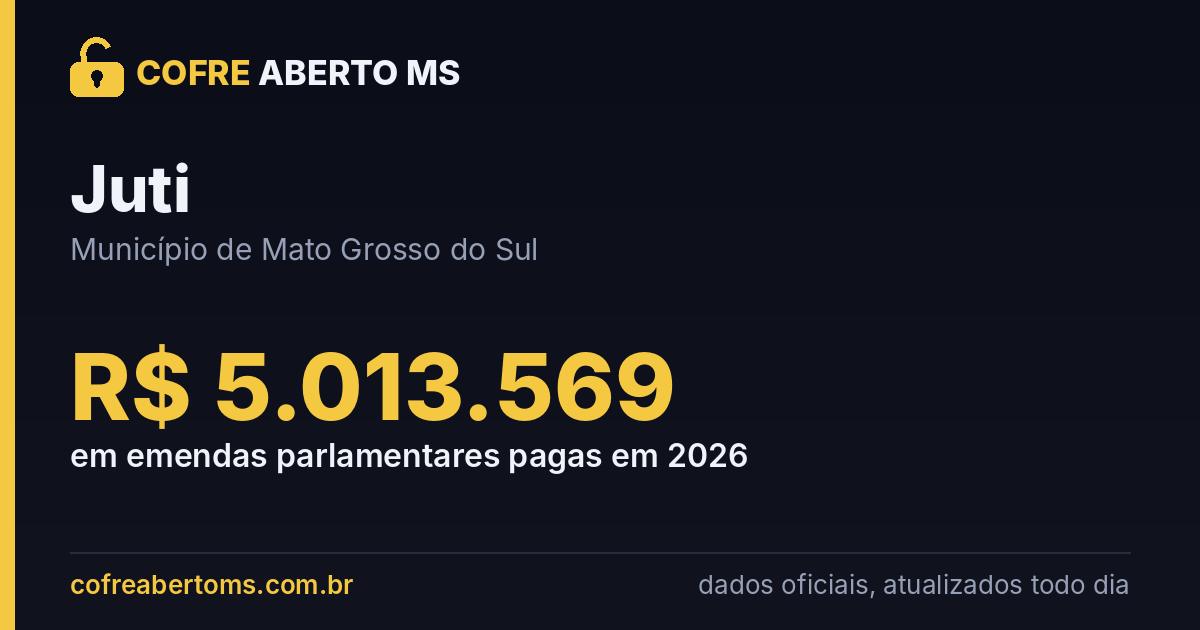 COFRE ABERTO MS
Juti
Município de Mato Grosso do Sul
R$ 5.013.569
em emendas parlamentares pagas em 2026
cofreabertoms.com.br
dados oficiais, atualizados todo dia